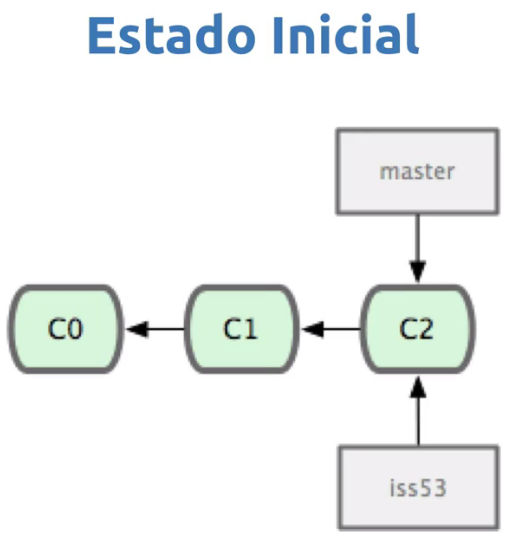 Estado Inicial
master
C0
C1
C2
iss53